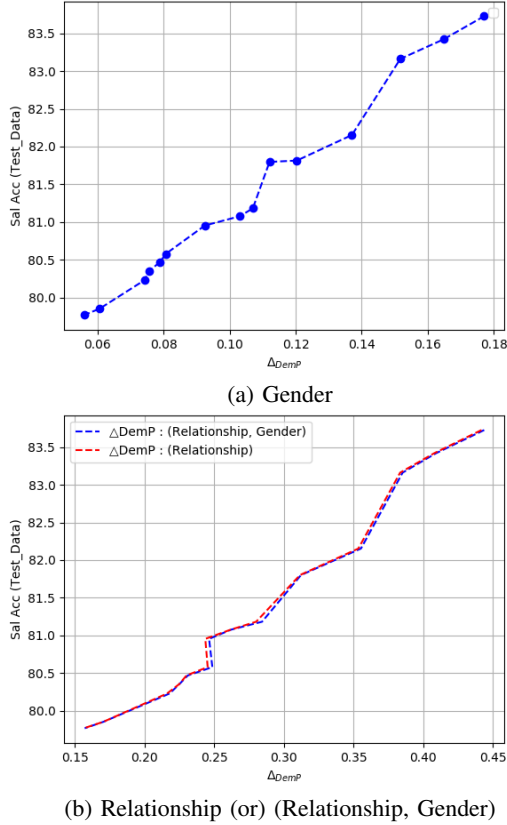 83.5
83.0
82.5
82.0
81.5
81.0
80.5
80.0
Sal Acc (Test_Data)
0.06 0.08 0.10 0.12 0.14 0.16 0.18
Δ_DemP
(a) Gender
△DemP : (Relationship, Gender)
△DemP : (Relationship)
83.5
83.0
82.5
82.0
81.5
81.0
80.5
80.0
Sal Acc (Test_Data)
0.15 0.20 0.25 0.30 0.35 0.40 0.45
Δ_DemP
(b) Relationship (or) (Relationship, Gender)